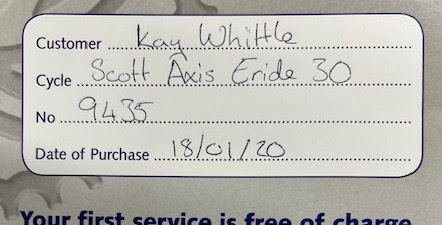 Customer Kay Whittle
Cycle Scott Axis Eride 30
No 9435
Date of Purchase 18/01/20
Your first service is free of charge